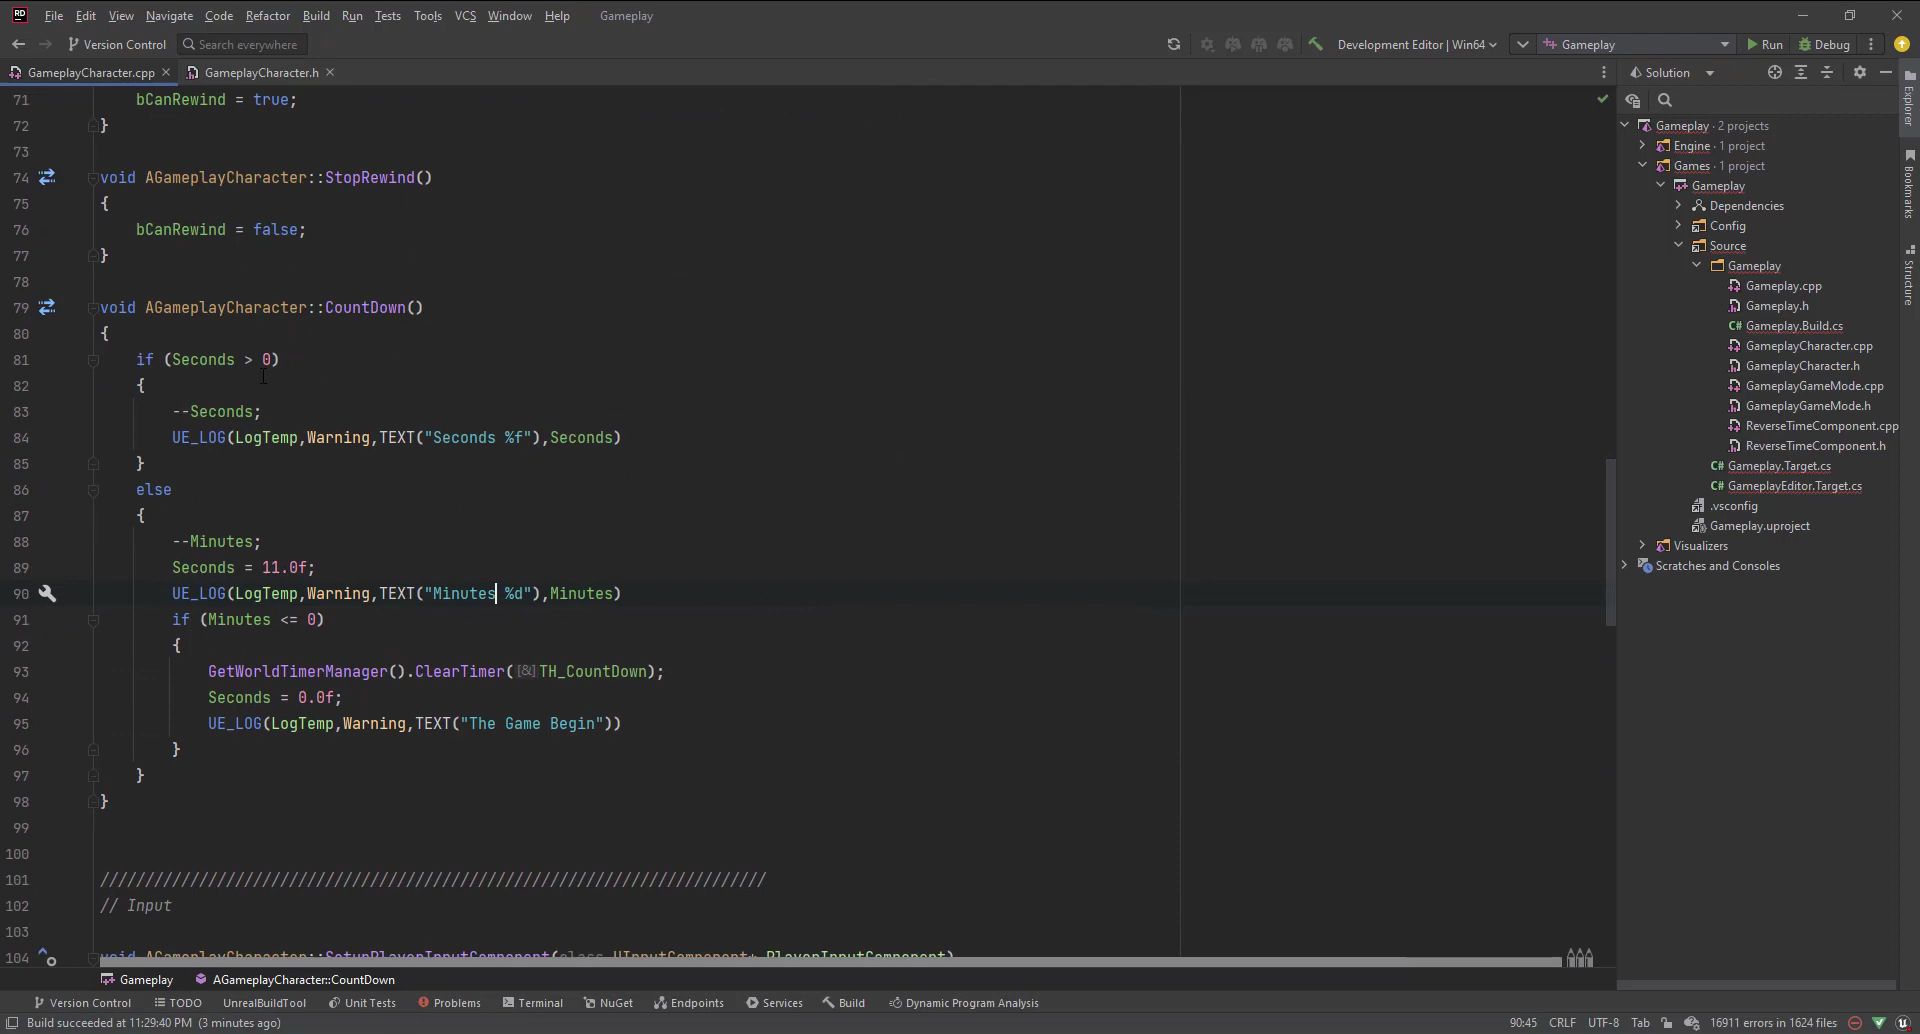 File Edit View Navigate Code Refactor Build Run Tests Tools VCS Window Help Gameplay
Version Control Search everywhere Development Editor | Win64 Gameplay Run Debug
GameplayCharacter.cpp GameplayCharacter.h Solution
71 bCanRewind = true;
72 }
73
74 void AGameplayCharacter::StopRewind()
75 {
76 bCanRewind = false;
77 }
78
79 void AGameplayCharacter::CountDown()
80 {
81 if (Seconds > 0)
82 {
83 --Seconds;
84 UE_LOG(LogTemp,Warning,TEXT("Seconds %f"),Seconds)
85 }
86 else
87 {
88 --Minutes;
89 Seconds = 11.0f;
90 UE_LOG(LogTemp,Warning,TEXT("Minutes %d"),Minutes)
91 if (Minutes <= 0)
92 {
93 GetWorldTimerManager().ClearTimer([&]TH_CountDown);
94 Seconds = 0.0f;
95 UE_LOG(LogTemp,Warning,TEXT("The Game Begin"))
96 }
97 }
98 }
99
100
101 //////////////////////////////////////////////////////////////////////////
102 // Input
103
104 void AGameplayCharacter::SetupPlayerInputComponent(class UInputComponent* PlayerInputComponent)
Gameplay · 2 projects
Engine · 1 project
Games · 1 project
Gameplay
Dependencies
Config
Source
Gameplay
Gameplay.cpp
Gameplay.h
C# Gameplay.Build.cs
GameplayCharacter.cpp
GameplayCharacter.h
GameplayGameMode.cpp
GameplayGameMode.h
ReverseTimeComponent.cpp
ReverseTimeComponent.h
C# Gameplay.Target.cs
C# GameplayEditor.Target.cs
.vsconfig
Gameplay.uproject
Visualizers
Scratches and Consoles
Explorer
Bookmarks
Structure
Gameplay AGameplayCharacter::CountDown
Version Control TODO UnrealBuildTool Unit Tests Problems Terminal NuGet Endpoints Services Build Dynamic Program Analysis
Build succeeded at 11:29:40 PM (3 minutes ago) 90:45 CRLF UTF-8 Tab 16911 errors in 1624 files